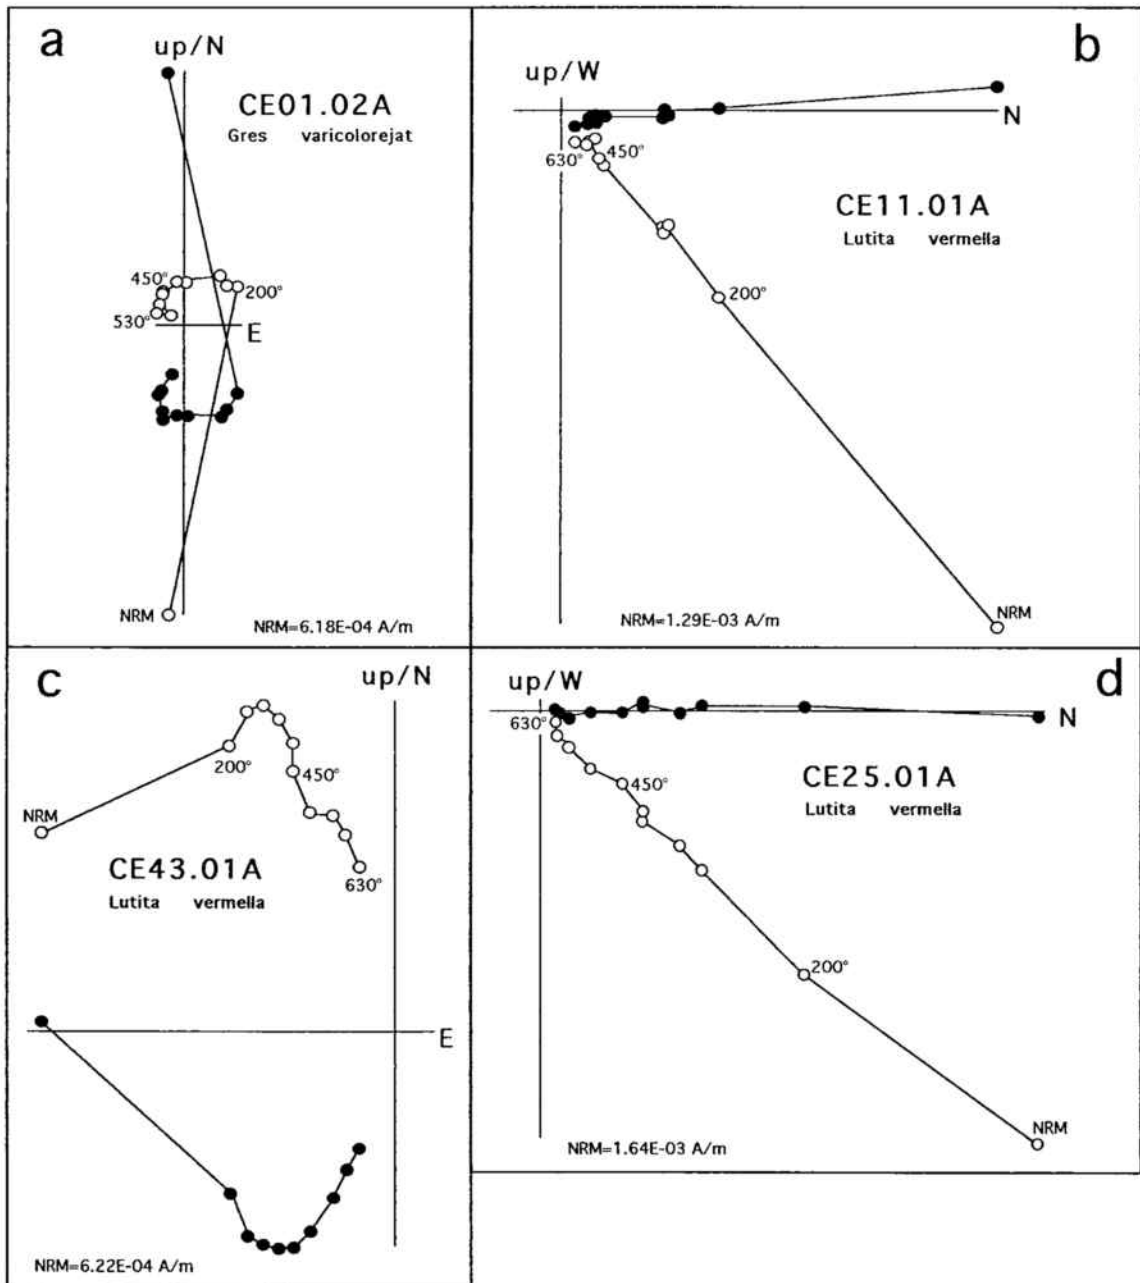 a
up/N
CE01.02A
Gres varicolorejat
450°
200°
530°
E
NRM
NRM=6.18E-04 A/m
b
up/W
N
630°
450°
CE11.01A
Lutita vermella
200°
NRM
NRM=1.29E-03 A/m
c
up/N
200°
450°
NRM
CE43.01A
Lutita vermella
630°
E
NRM=6.22E-04 A/m
d
up/W
N
630°
CE25.01A
Lutita vermella
450°
200°
NRM
NRM=1.64E-03 A/m